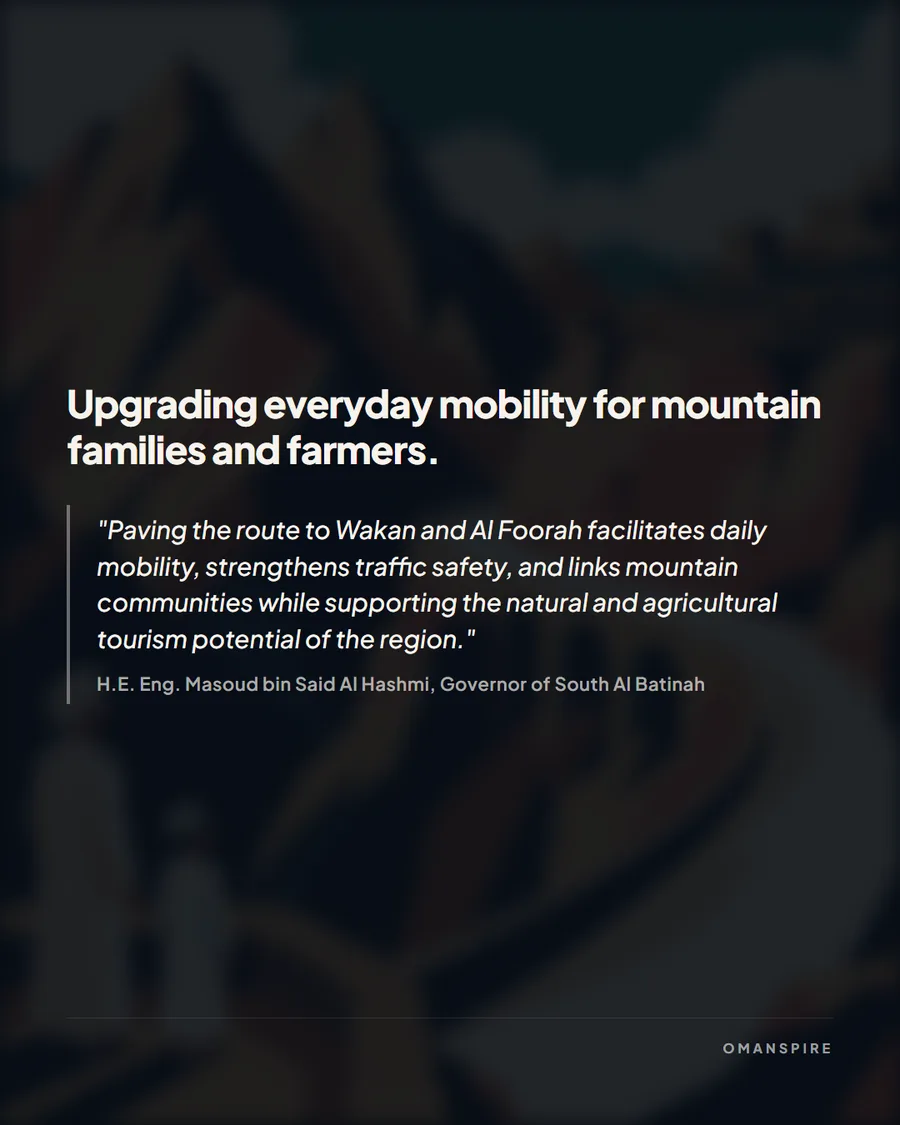 Upgrading everyday mobility for mountain
families and farmers.
"Paving the route to Wakan and Al Foorah facilitates daily
mobility, strengthens traffic safety, and links mountain
communities while supporting the natural and agricultural
tourism potential of the region."
H.E. Eng. Masoud bin Said Al Hashmi, Governor of South Al Batinah
OMANSPIRE